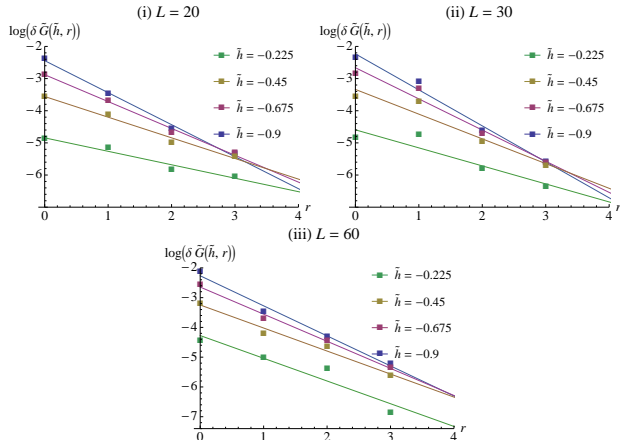 (i) L = 20
log(δ G̃(h̃, r))
-2
-3
-4
-5
-6
0 1 2 3 4 r
h̃ = -0.225
h̃ = -0.45
h̃ = -0.675
h̃ = -0.9
(ii) L = 30
log(δ G̃(h̃, r))
-2
-3
-4
-5
-6
0 1 2 3 4 r
h̃ = -0.225
h̃ = -0.45
h̃ = -0.675
h̃ = -0.9
(iii) L = 60
log(δ G̃(h̃, r))
-2
-3
-4
-5
-6
-7
0 1 2 3 4 r
h̃ = -0.225
h̃ = -0.45
h̃ = -0.675
h̃ = -0.9